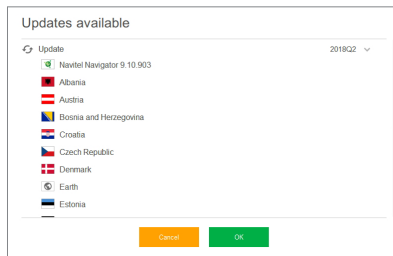 Updates available
Update 2018Q2
Navitel Navigator 9.10.903
Albania
Austria
Bosnia and Herzegovina
Croatia
Czech Republic
Denmark
Earth
Estonia
Cancel OK